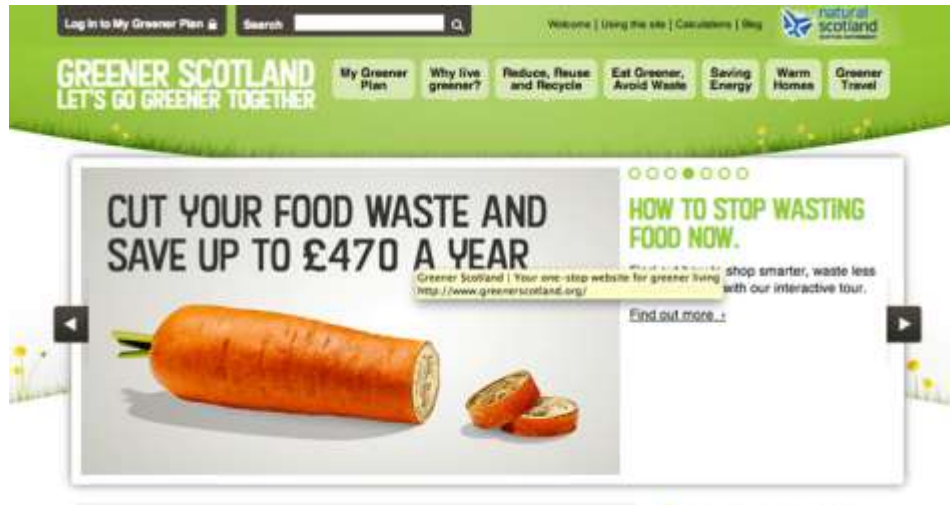 Log in to My Greener Plan
Search
Welcome | Using the site | Calculations | Blog
natural
scotland
GREENER SCOTLAND
LET'S GO GREENER TOGETHER
My Greener
Plan
Why live
greener?
Reduce, Reuse
and Recycle
Eat Greener,
Avoid Waste
Saving
Energy
Warm
Homes
Greener
Travel
CUT YOUR FOOD WASTE AND
SAVE UP TO £470 A YEAR
HOW TO STOP WASTING
FOOD NOW.
shop smarter, waste less
with our interactive tour.
Find out more ›
Greener Scotland | Your one-stop website for greener living
http://www.greenerscotland.org/